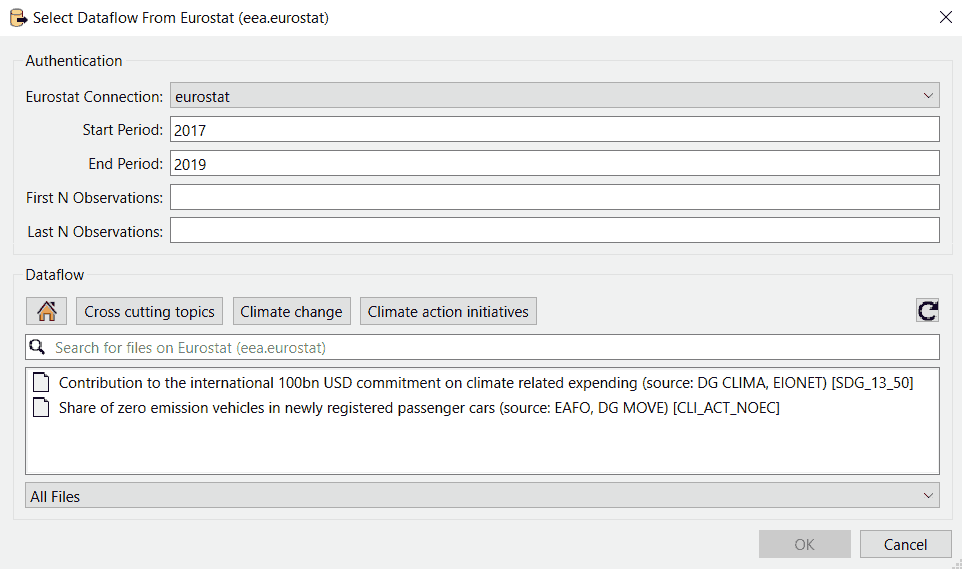 Select Dataflow From Eurostat (eea.eurostat)
Authentication
Eurostat Connection: eurostat
Start Period: 2017
End Period: 2019
First N Observations:
Last N Observations:
Dataflow
Cross cutting topics Climate change Climate action initiatives
Search for files on Eurostat (eea.eurostat)
Contribution to the international 100bn USD commitment on climate related expending (source: DG CLIMA, EIONET) [SDG_13_50]
Share of zero emission vehicles in newly registered passenger cars (source: EAFO, DG MOVE) [CLI_ACT_NOEC]
All Files
OK Cancel